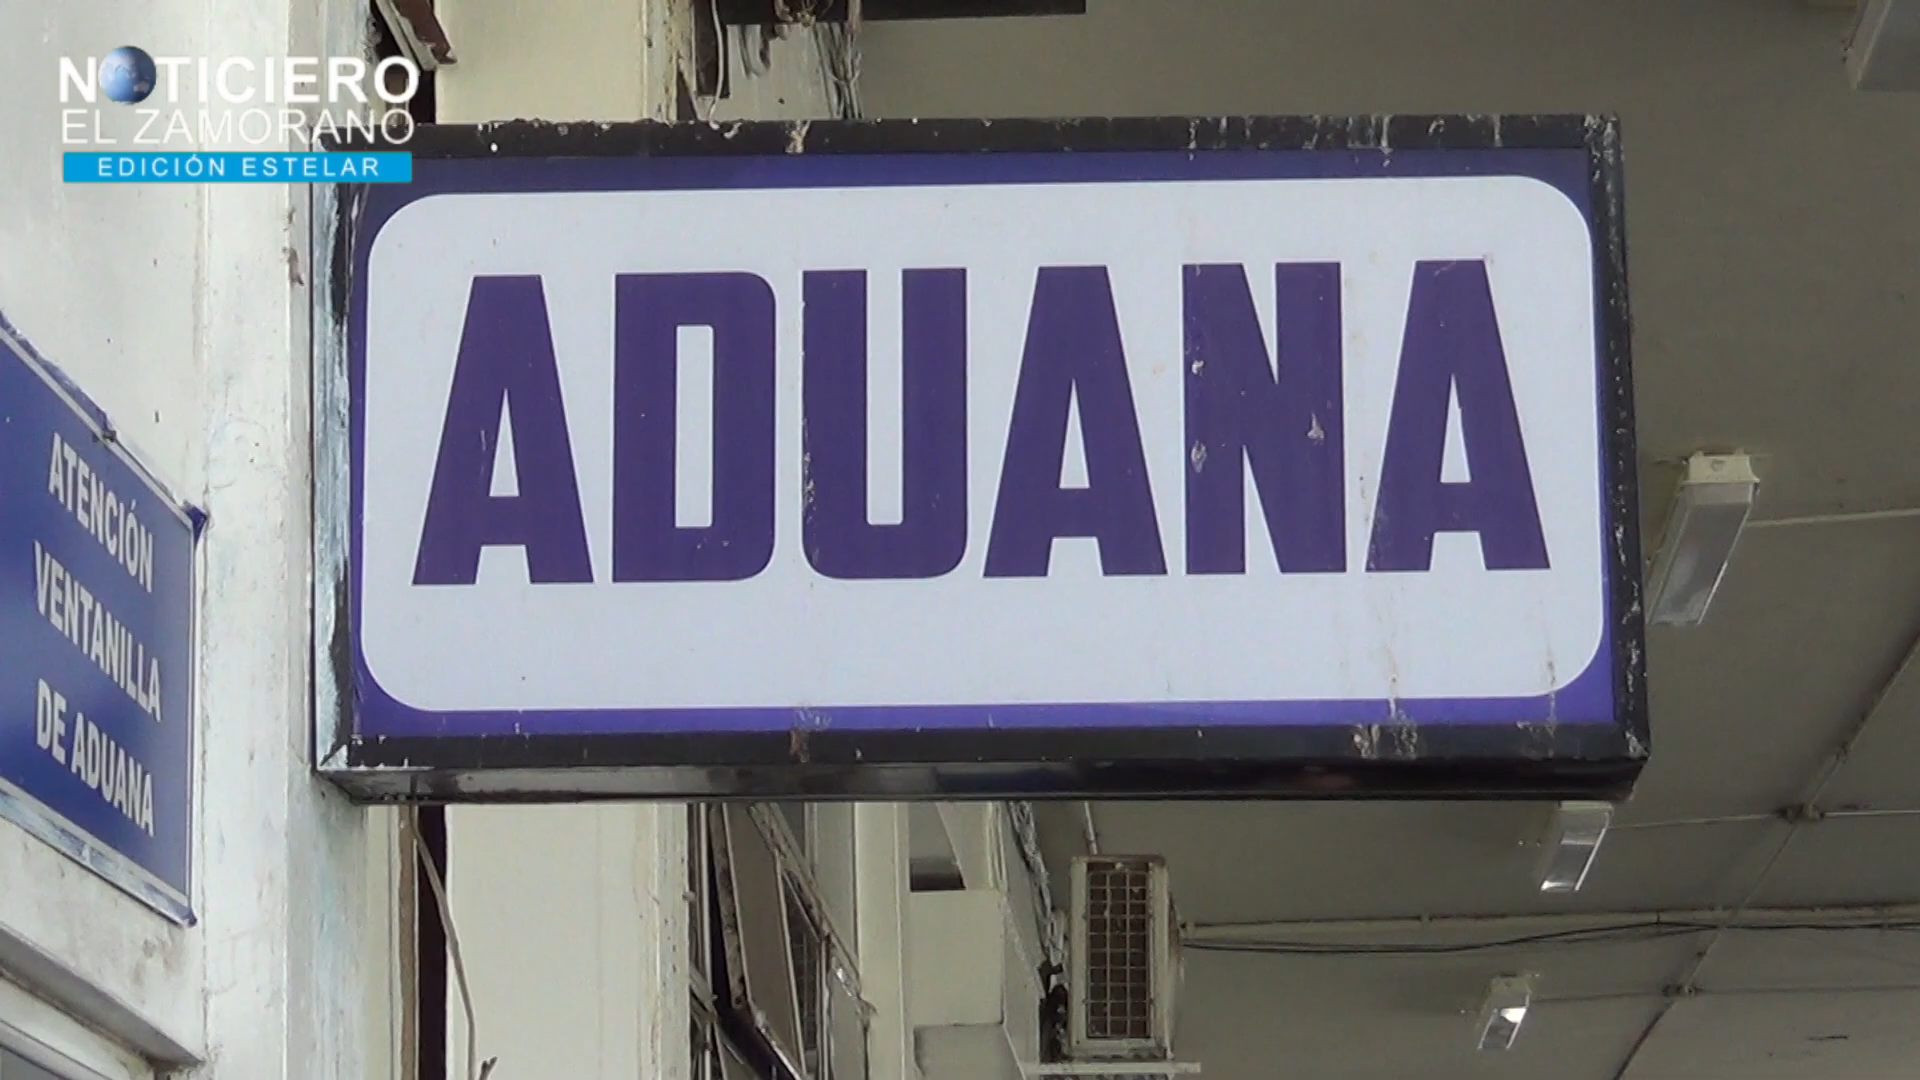 NOTICIERO
EL ZAMORANO
EDICIÓN ESTELAR
ADUANA
ATENCIÓN
VENTANILLA
DE ADUANA